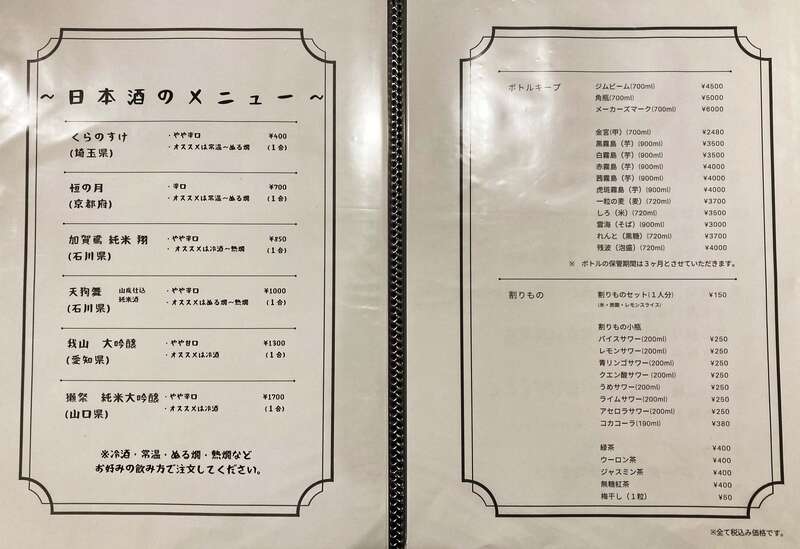 ～日本酒のメニュー～
くらのすけ ・やや辛口 ¥400
(埼玉県) ・オススメは常温～ぬる燗 (1合)
恒の月 ・辛口 ¥700
(京都府) ・オススメは常温～ぬる燗 (1合)
加賀鳶 純米 翔 ・やや辛口 ¥850
(石川県) ・オススメは冷酒～熱燗 (1合)
天狗舞 山廃仕込 純米酒 ・やや辛口 ¥1000
(石川県) ・オススメはぬる燗～熱燗 (1合)
我山 大吟醸 ・やや甘口 ¥1300
(愛知県) ・オススメは冷酒 (1合)
獺祭 純米大吟醸 ・やや辛口 ¥1700
(山口県) ・オススメは冷酒 (1合)
※冷酒・常温・ぬる燗・熱燗など
お好みの飲み方で注文してください。
ボトルキープ ジムビーム(700ml) ¥4500
角瓶(700ml) ¥5000
メーカーズマーク(700ml) ¥6000
金宮(甲)(700ml) ¥2480
黒霧島（芋）(900ml) ¥3500
白霧島（芋）(900ml) ¥3500
赤霧島（芋）(900ml) ¥4000
茜霧島（芋）(900ml) ¥4000
虎斑霧島（芋）(900ml) ¥4000
一粒の麦（麦）(720ml) ¥3700
しろ（米）(720ml) ¥3500
雲海（そば）(900ml) ¥3000
れんと（黒糖）(720ml) ¥3700
残波（泡盛）(720ml) ¥4000
※ ボトルの保管期間は３ヶ月とさせていただきます。
割りもの 割りものセット(１人分) ¥150
(氷・炭酸・レモンスライス)
割りもの小瓶
バイスサワー(200ml) ¥250
レモンサワー(200ml) ¥250
青リンゴサワー(200ml) ¥250
クエン酸サワー(200ml) ¥250
うめサワー(200ml) ¥250
ライムサワー(200ml) ¥250
アセロラサワー(200ml) ¥250
コカコーラ(190ml) ¥380
緑茶 ¥400
ウーロン茶 ¥400
ジャスミン茶 ¥400
無糖紅茶 ¥400
梅干し（１粒） ¥50
※全て税込み価格です。